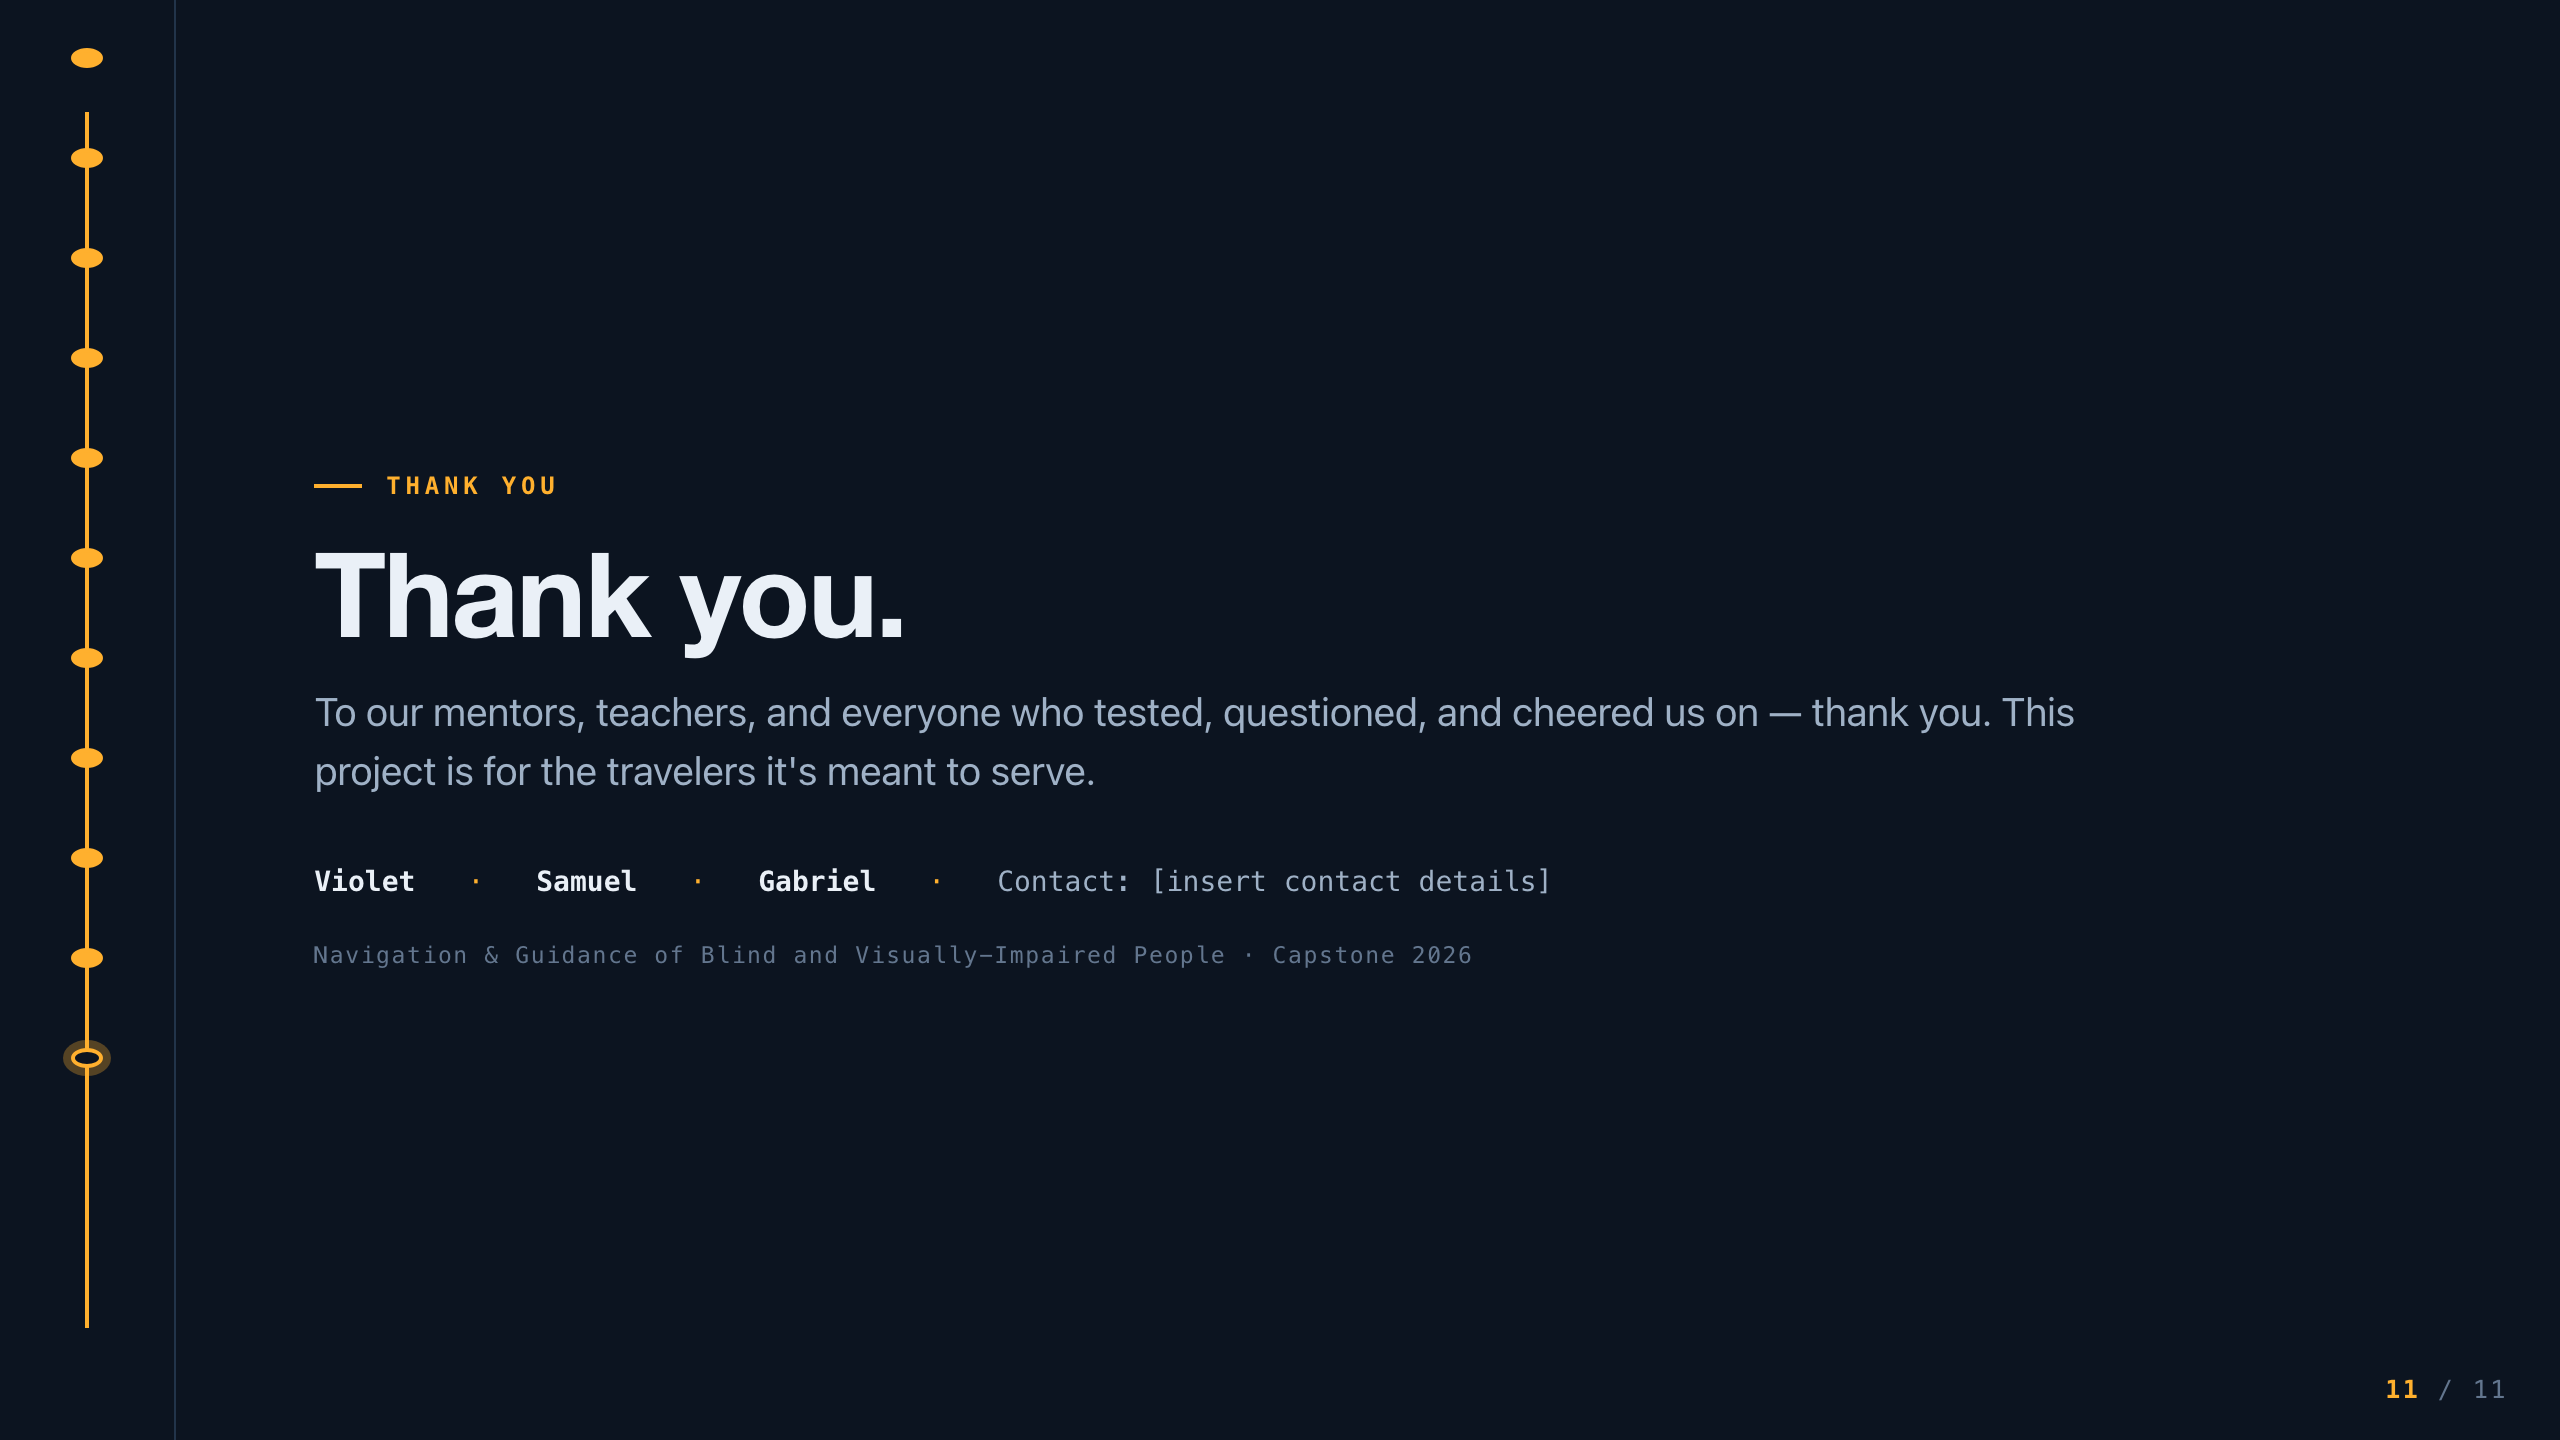 THANK YOU
Thank you.
To our mentors, teachers, and everyone who tested, questioned, and cheered us on — thank you. This
project is for the travelers it's meant to serve.
Violet · Samuel · Gabriel · Contact: [insert contact details]
Navigation & Guidance of Blind and Visually-Impaired People · Capstone 2026
11 / 11